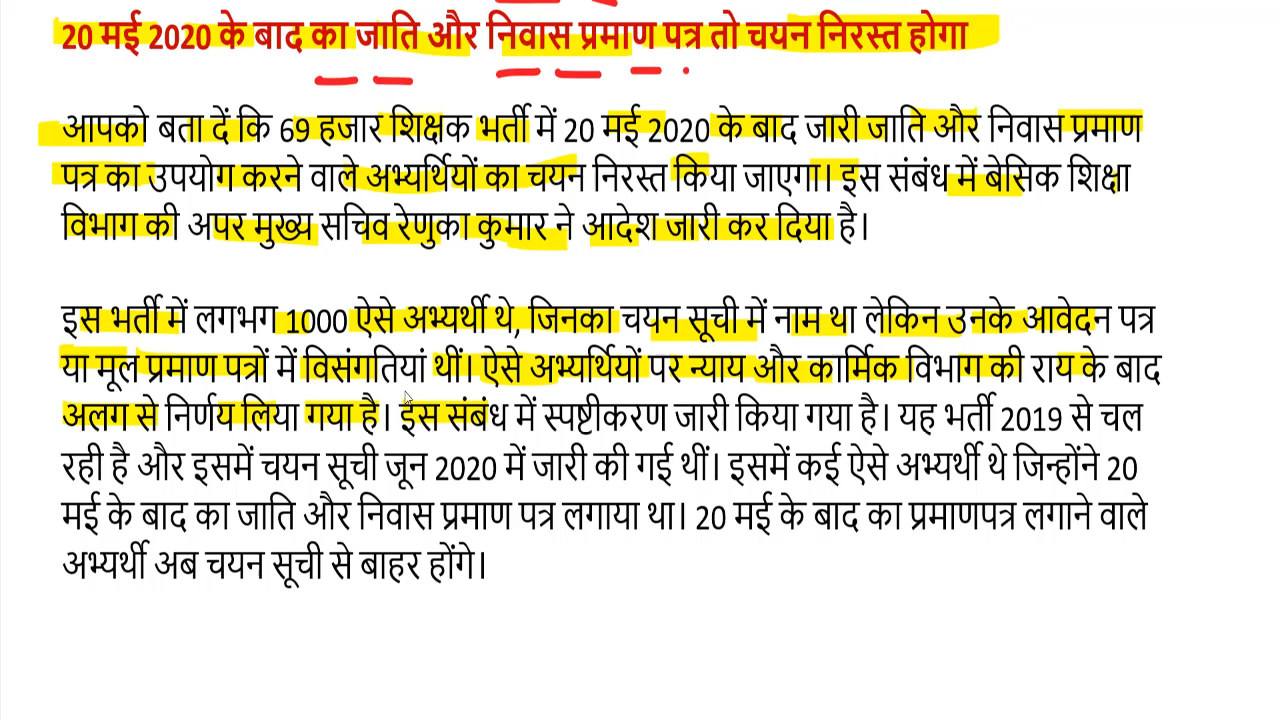 20 मई 2020 के बाद का जाति और निवास प्रमाण पत्र तो चयन निरस्त होगा
आपको बता दें कि 69 हजार शिक्षक भर्ती में 20 मई 2020 के बाद जारी जाति और निवास प्रमाण
पत्र का उपयोग करने वाले अभ्यर्थियों का चयन निरस्त किया जाएगा। इस संबंध में बेसिक शिक्षा
विभाग की अपर मुख्य सचिव रेणुका कुमार ने आदेश जारी कर दिया है।
इस भर्ती में लगभग 1000 ऐसे अभ्यर्थी थे, जिनका चयन सूची में नाम था लेकिन उनके आवेदन पत्र
या मूल प्रमाण पत्रों में विसंगतियां थीं। ऐसे अभ्यर्थियों पर न्याय और कार्मिक विभाग की राय के बाद
अलग से निर्णय लिया गया है। इस संबंध में स्पष्टीकरण जारी किया गया है। यह भर्ती 2019 से चल
रही है और इसमें चयन सूची जून 2020 में जारी की गई थीं। इसमें कई ऐसे अभ्यर्थी थे जिन्होंने 20
मई के बाद का जाति और निवास प्रमाण पत्र लगाया था। 20 मई के बाद का प्रमाणपत्र लगाने वाले
अभ्यर्थी अब चयन सूची से बाहर होंगे।